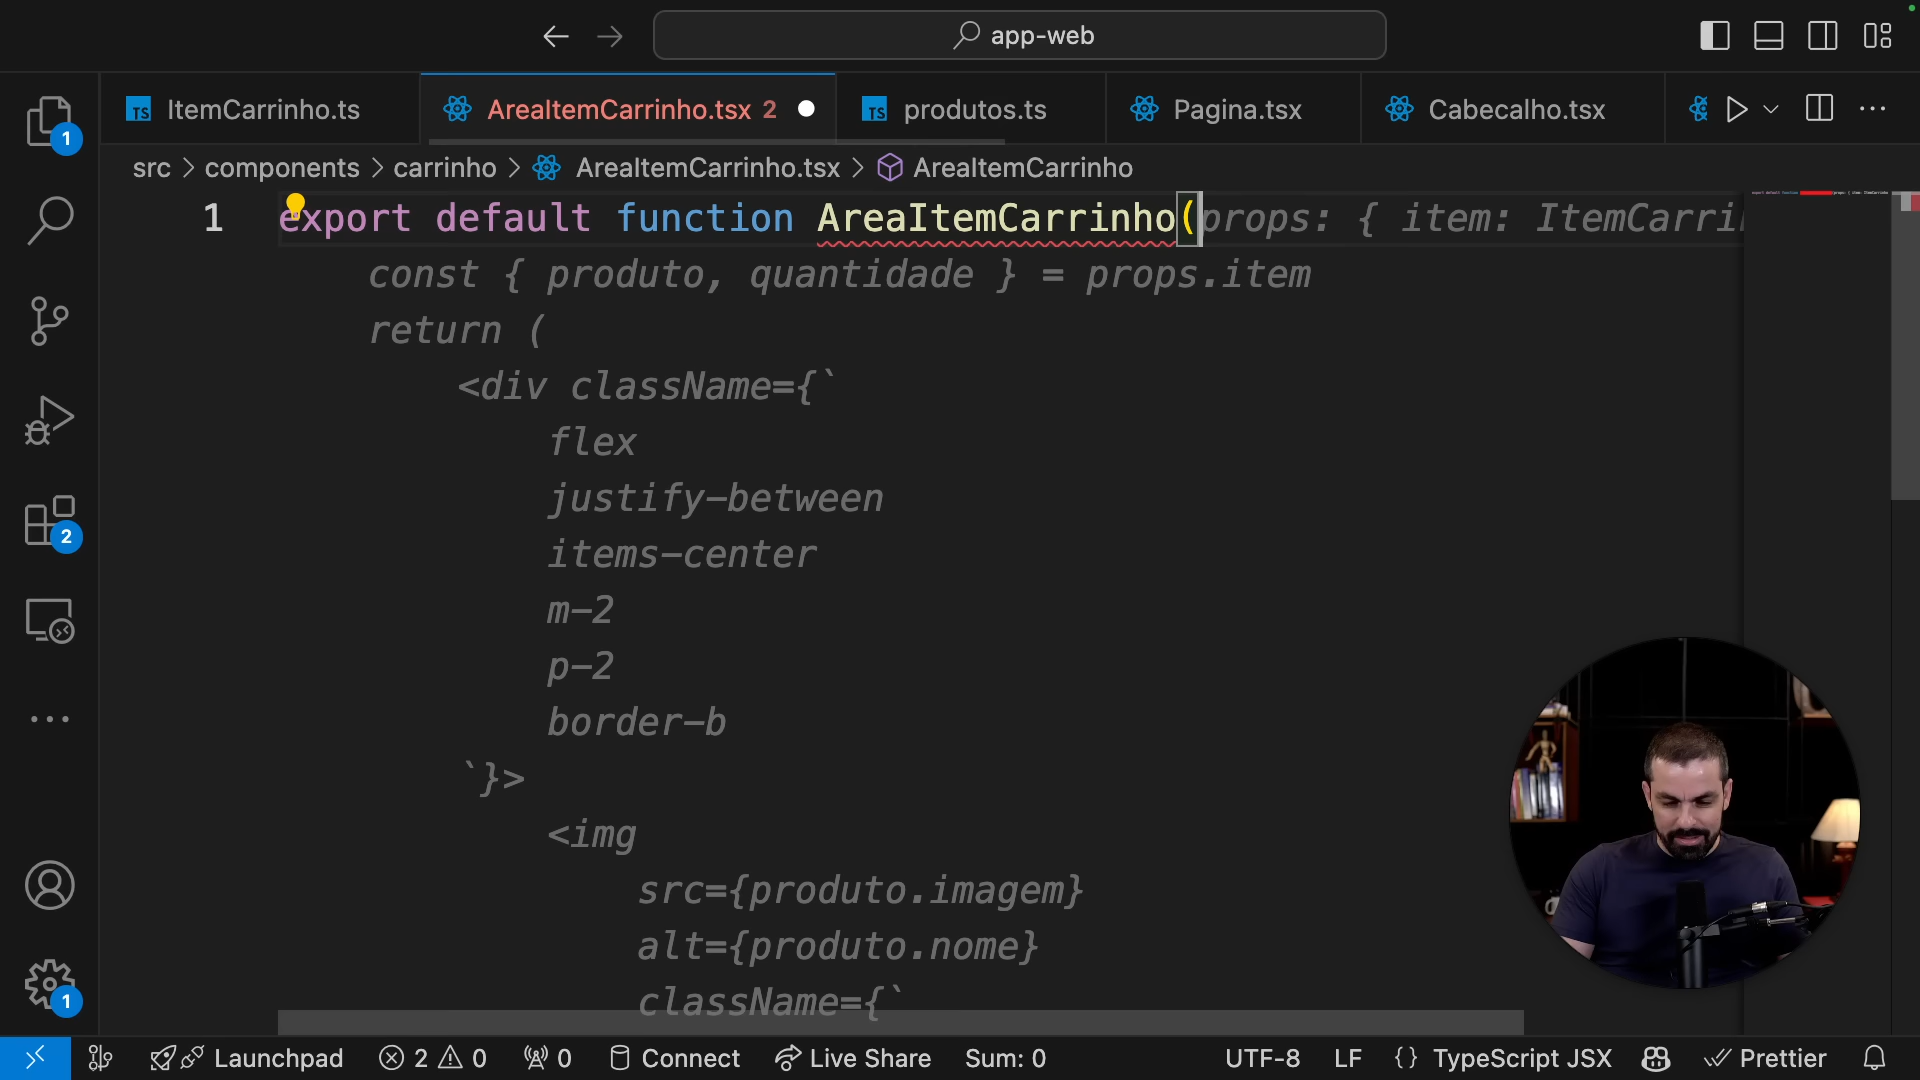 app-web
ItemCarrinho.ts
AreaItemCarrinho.tsx 2
produtos.ts
Pagina.tsx
Cabecalho.tsx
src > components > carrinho > AreaItemCarrinho.tsx > AreaItemCarrinho
1 export default function AreaItemCarrinho(props: { item: ItemCarri
const { produto, quantidade } = props.item
return (
<div className={`
flex
justify-between
items-center
m-2
p-2
border-b
`}>
<img
src={produto.imagem}
alt={produto.nome}
className={`
1
2
1
Launchpad 2 0 0 Connect Live Share Sum: 0 UTF-8 LF {} TypeScript JSX Prettier